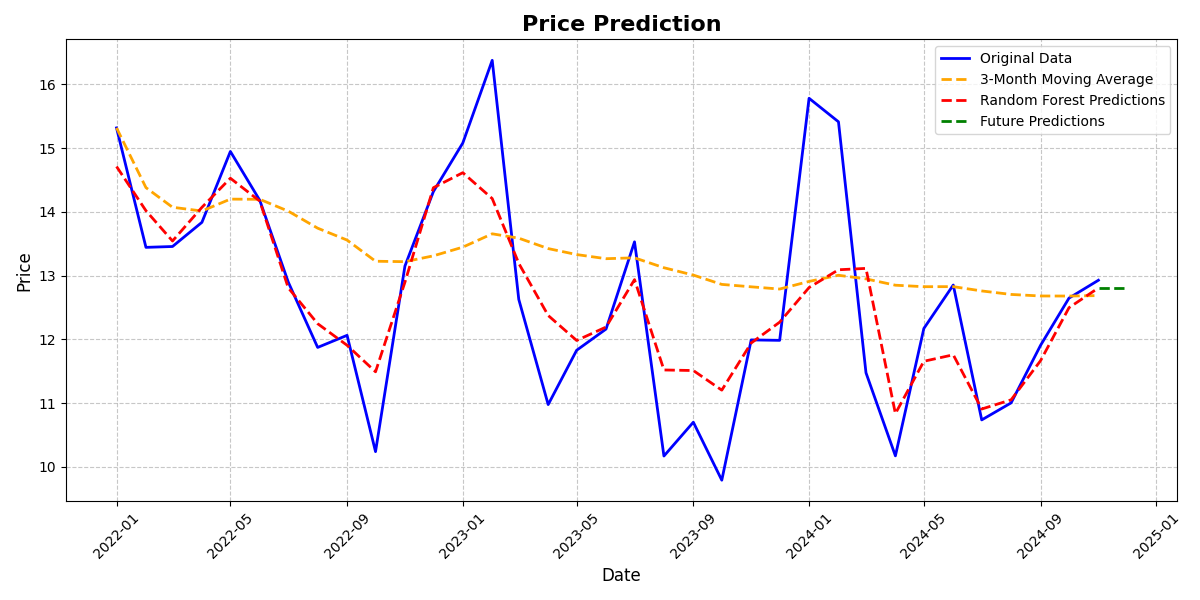 Price Prediction
Original Data
3-Month Moving Average
Random Forest Predictions
Future Predictions
Price
16
15
14
13
12
11
10
2022-01
2022-05
2022-09
2023-01
2023-05
2023-09
2024-01
2024-05
2024-09
2025-01
Date